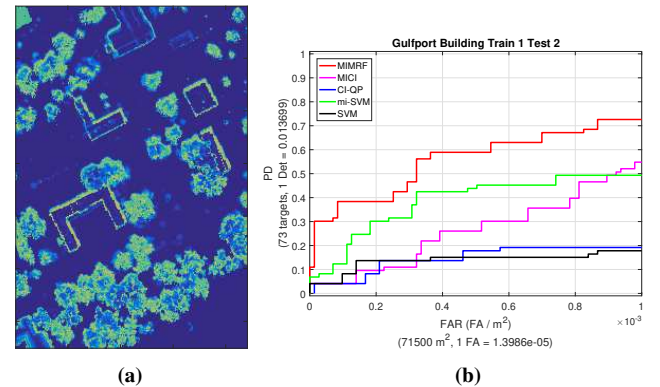 Gulfport Building Train 1 Test 2
1
0.9
0.8
0.7
0.6
0.5
0.4
0.3
0.2
0.1
0
PD
(73 targets, 1 Det = 0.013699)
MIMRF
MICI
CI-QP
mi-SVM
SVM
0 0.2 0.4 0.6 0.8 1
×10⁻³
FAR (FA / m²)
(71500 m², 1 FA = 1.3986e-05)
(a) (b)